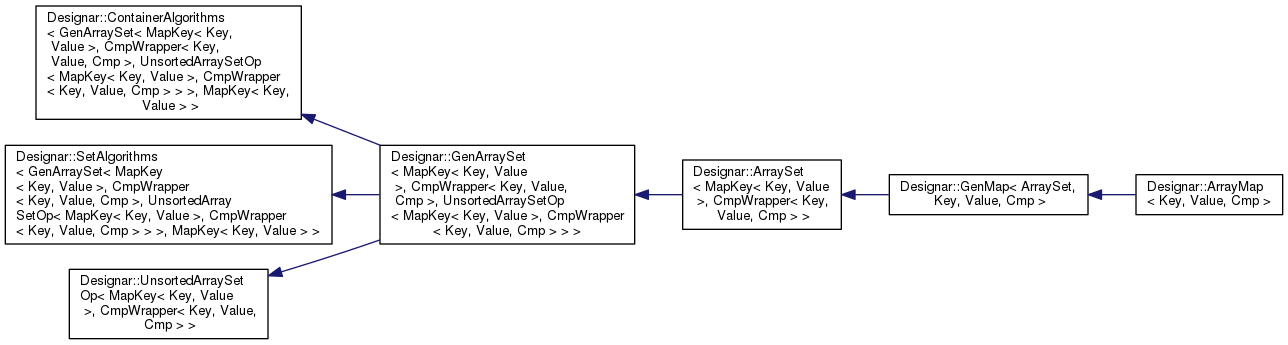 Designar::ContainerAlgorithms
< GenArraySet< MapKey< Key,
Value >, CmpWrapper< Key,
Value, Cmp >, UnsortedArraySetOp
< MapKey< Key, Value >, CmpWrapper
< Key, Value, Cmp > > >, MapKey< Key,
Value > >
Designar::SetAlgorithms
< GenArraySet< MapKey
< Key, Value >, CmpWrapper
< Key, Value, Cmp >, UnsortedArray
SetOp< MapKey< Key, Value >, CmpWrapper
< Key, Value, Cmp > > >, MapKey< Key, Value > >
Designar::UnsortedArraySet
Op< MapKey< Key, Value
>, CmpWrapper< Key, Value,
Cmp > >
Designar::GenArraySet
< MapKey< Key, Value
>, CmpWrapper< Key, Value,
Cmp >, UnsortedArraySetOp
< MapKey< Key, Value >, CmpWrapper
< Key, Value, Cmp > > >
Designar::ArraySet
< MapKey< Key, Value
>, CmpWrapper< Key,
Value, Cmp > >
Designar::GenMap< ArraySet,
Key, Value, Cmp >
Designar::ArrayMap
< Key, Value, Cmp >